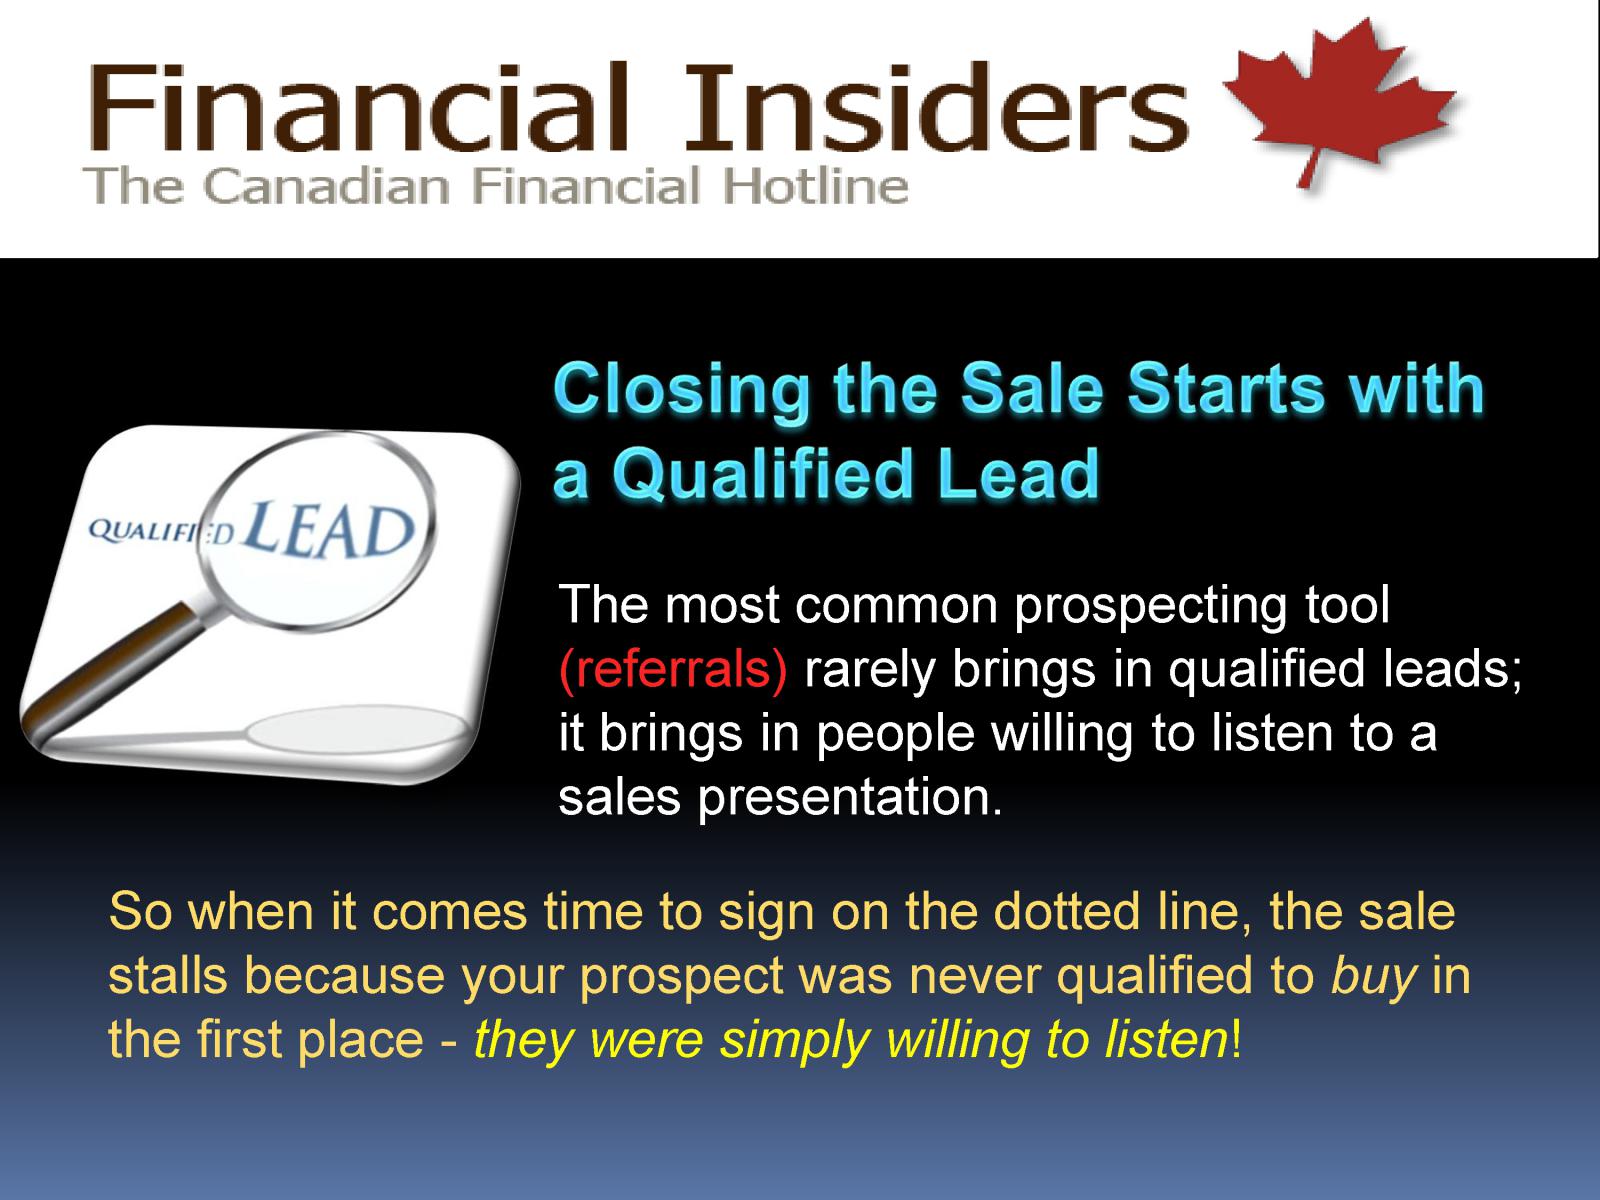 Financial Insiders
The Canadian Financial Hotline
Closing the Sale Starts with
a Qualified Lead
QUALIFIED LEAD
The most common prospecting tool
(referrals) rarely brings in qualified leads;
it brings in people willing to listen to a
sales presentation.
So when it comes time to sign on the dotted line, the sale
stalls because your prospect was never qualified to buy in
the first place - they were simply willing to listen!